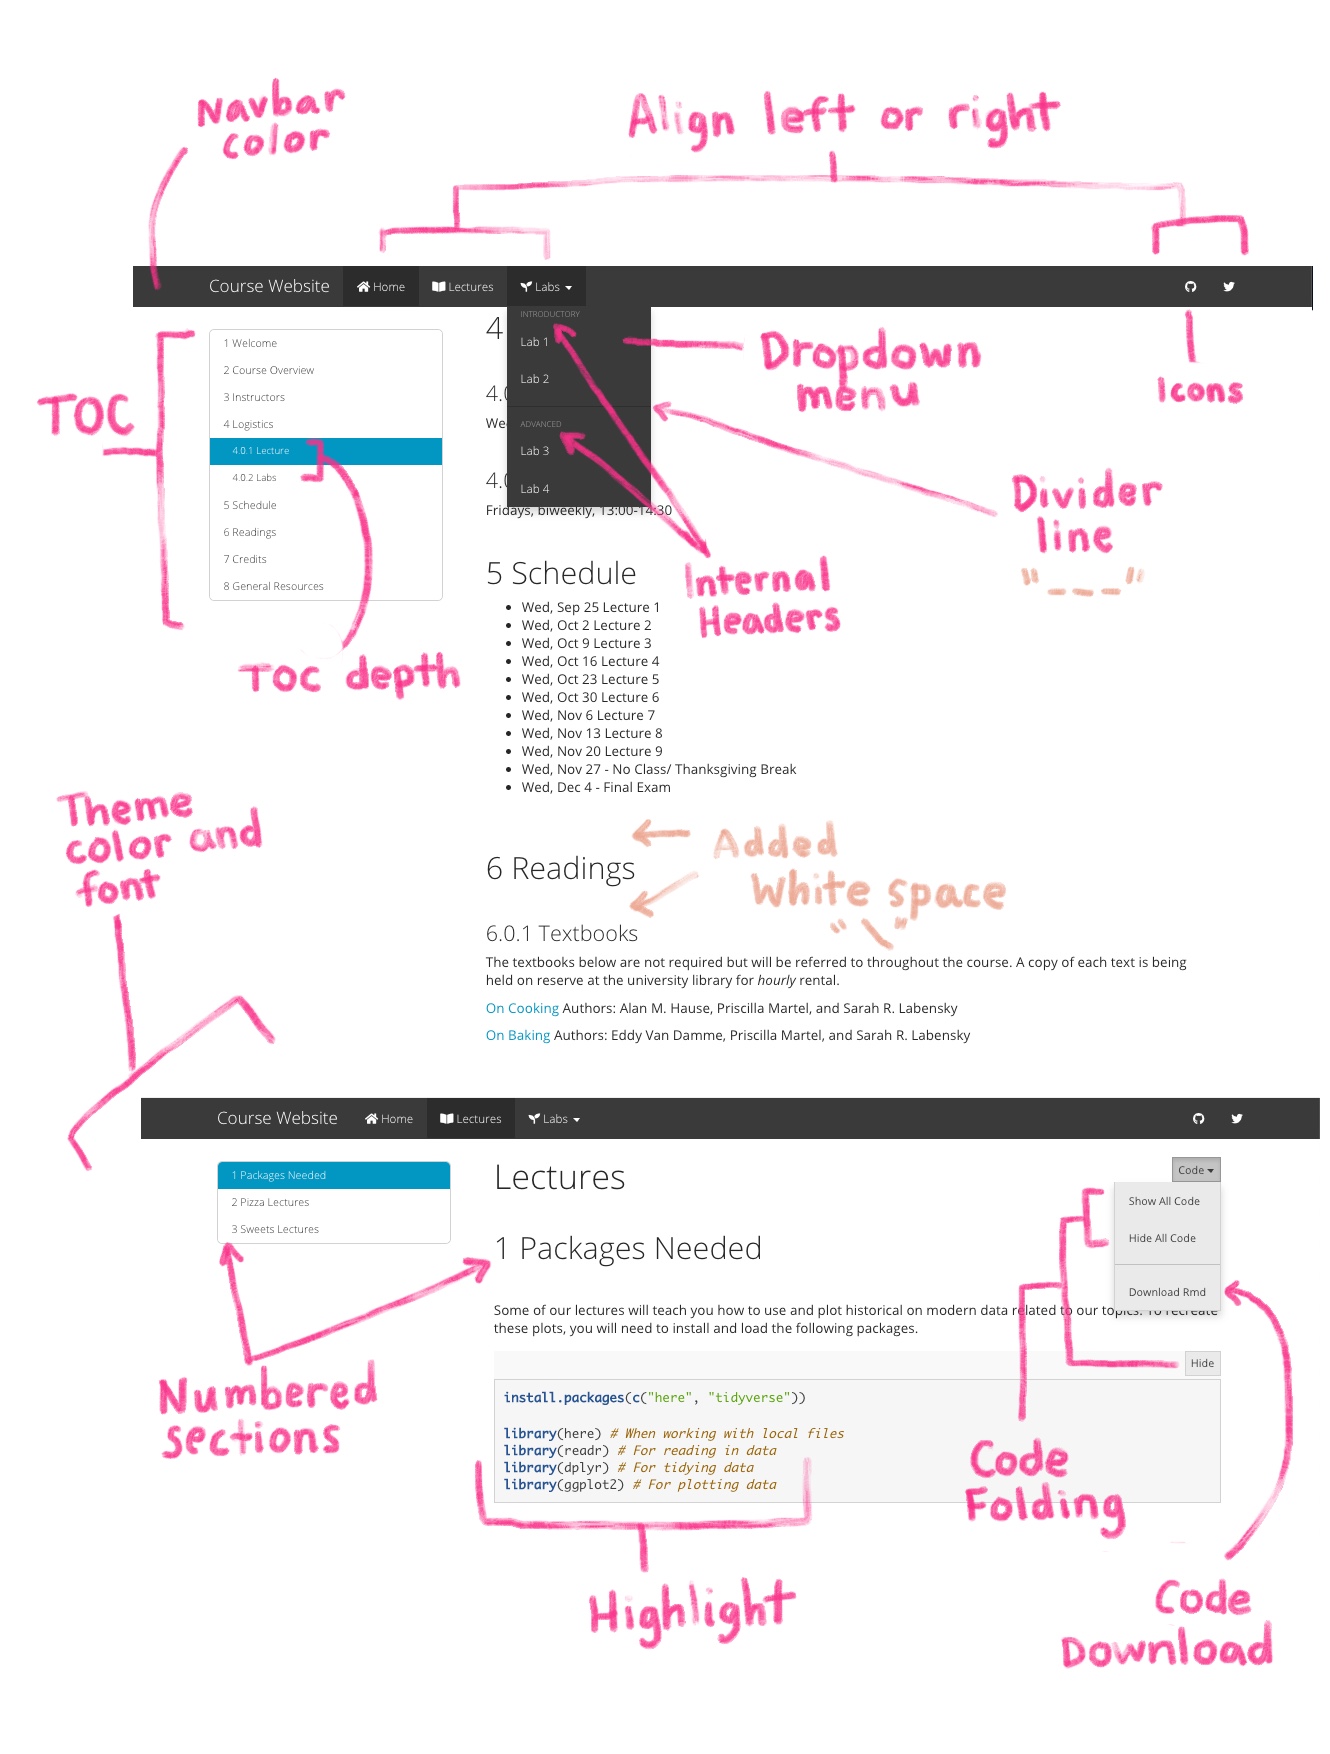 Navbar
color
Align left or right
Course Website Home Lectures Labs
1 Welcome
2 Course Overview
3 Instructors
4 Logistics
4.0.1 Lecture
4.0.2 Labs
5 Schedule
6 Readings
7 Credits
8 General Resources
TOC
TOC depth
INTRODUCTORY
Lab 1
Lab 2
ADVANCED
Lab 3
Lab 4
Dropdown
menu
Icons
Divider
line
"---"
Internal
Headers
4
4.0
We
4.0
Fridays, biweekly, 13:00-14:30
5 Schedule
Wed, Sep 25 Lecture 1
Wed, Oct 2 Lecture 2
Wed, Oct 9 Lecture 3
Wed, Oct 16 Lecture 4
Wed, Oct 23 Lecture 5
Wed, Oct 30 Lecture 6
Wed, Nov 6 Lecture 7
Wed, Nov 13 Lecture 8
Wed, Nov 20 Lecture 9
Wed, Nov 27 - No Class/ Thanksgiving Break
Wed, Dec 4 - Final Exam
Theme
color and
font
Added
White space
"\"
6 Readings
6.0.1 Textbooks
The textbooks below are not required but will be referred to throughout the course. A copy of each text is being
held on reserve at the university library for hourly rental.
On Cooking Authors: Alan M. Hause, Priscilla Martel, and Sarah R. Labensky
On Baking Authors: Eddy Van Damme, Priscilla Martel, and Sarah R. Labensky
Course Website Home Lectures Labs
1 Packages Needed
2 Pizza Lectures
3 Sweets Lectures
Numbered
sections
Lectures
Code
Show All Code
Hide All Code
Download Rmd
1 Packages Needed
Some of our lectures will teach you how to use and plot historical on modern data related to our topics. To recreate
these plots, you will need to install and load the following packages.
Hide
install.packages(c("here", "tidyverse"))
library(here) # When working with local files
library(readr) # For reading in data
library(dplyr) # For tidying data
library(ggplot2) # For plotting data
Highlight
Code
Folding
Code
Download